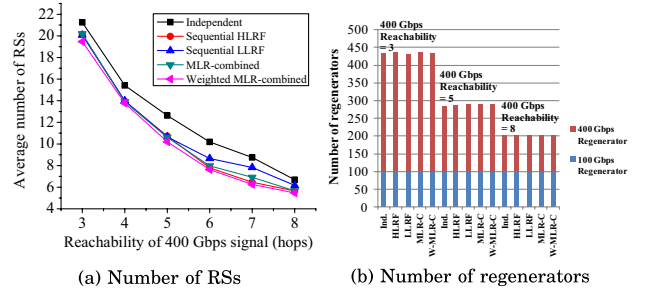 22
20
18
16
14
12
10
8
6
4
Average number of RSs
Independent
Sequential HLRF
Sequential LLRF
MLR-combined
Weighted MLR-combined
3 4 5 6 7 8
Reachability of 400 Gbps signal (hops)
(a) Number of RSs
500
450
400
350
300
250
200
150
100
50
0
Number of regenerators
400 Gbps
Reachability
= 3
400 Gbps
Reachability
= 5
400 Gbps
Reachability
= 8
400 Gbps
Regenerator
100 Gbps
Regenerator
Ind. HLRF LLRF MLR-C W-MLR-C Ind. HLRF LLRF MLR-C W-MLR-C Ind. HLRF LLRF MLR-C W-MLR-C
(b) Number of regenerators